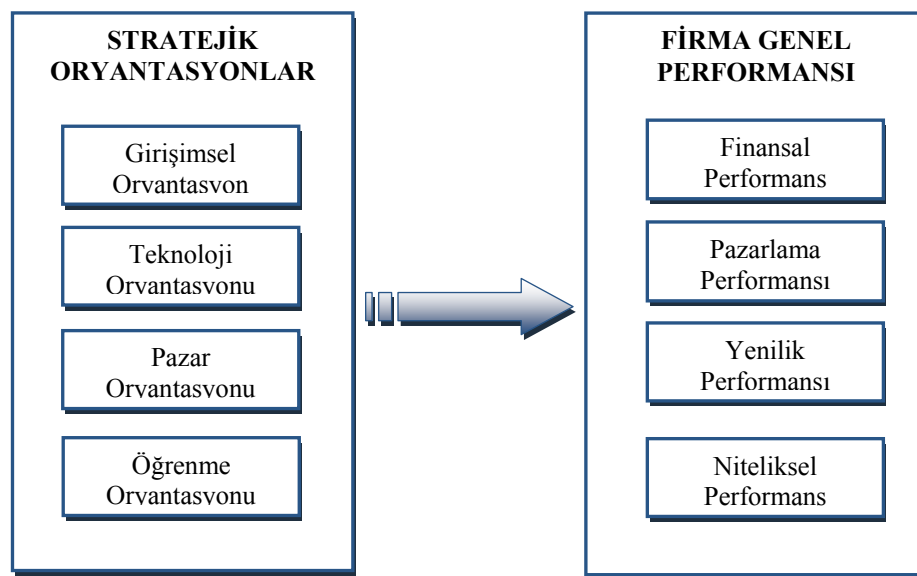 STRATEJİK
ORYANTASYONLAR
Girişimsel
Oryantasyon
Teknoloji
Oryantasyonu
Pazar
Oryantasyonu
Öğrenme
Oryantasyonu
FİRMA GENEL
PERFORMANSI
Finansal
Performans
Pazarlama
Performansı
Yenilik
Performansı
Niteliksel
Performans